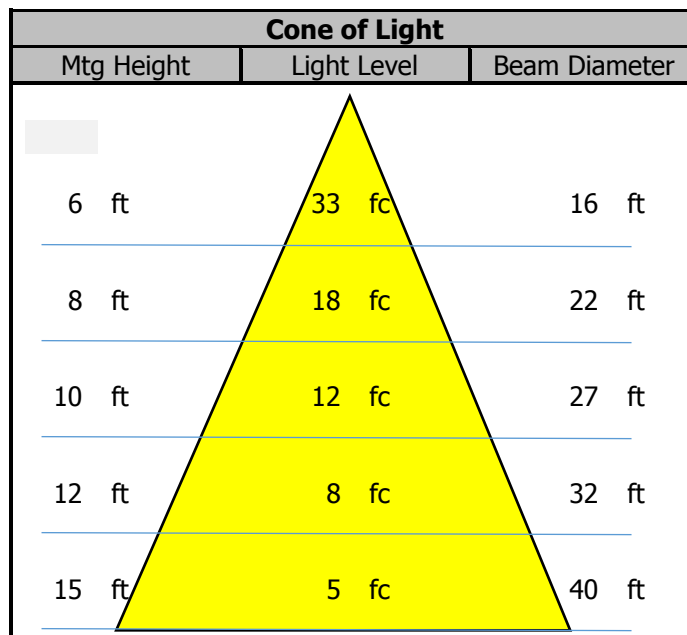 Cone of Light
Mtg Height Light Level Beam Diameter
6 ft 33 fc 16 ft
8 ft 18 fc 22 ft
10 ft 12 fc 27 ft
12 ft 8 fc 32 ft
15 ft 5 fc 40 ft